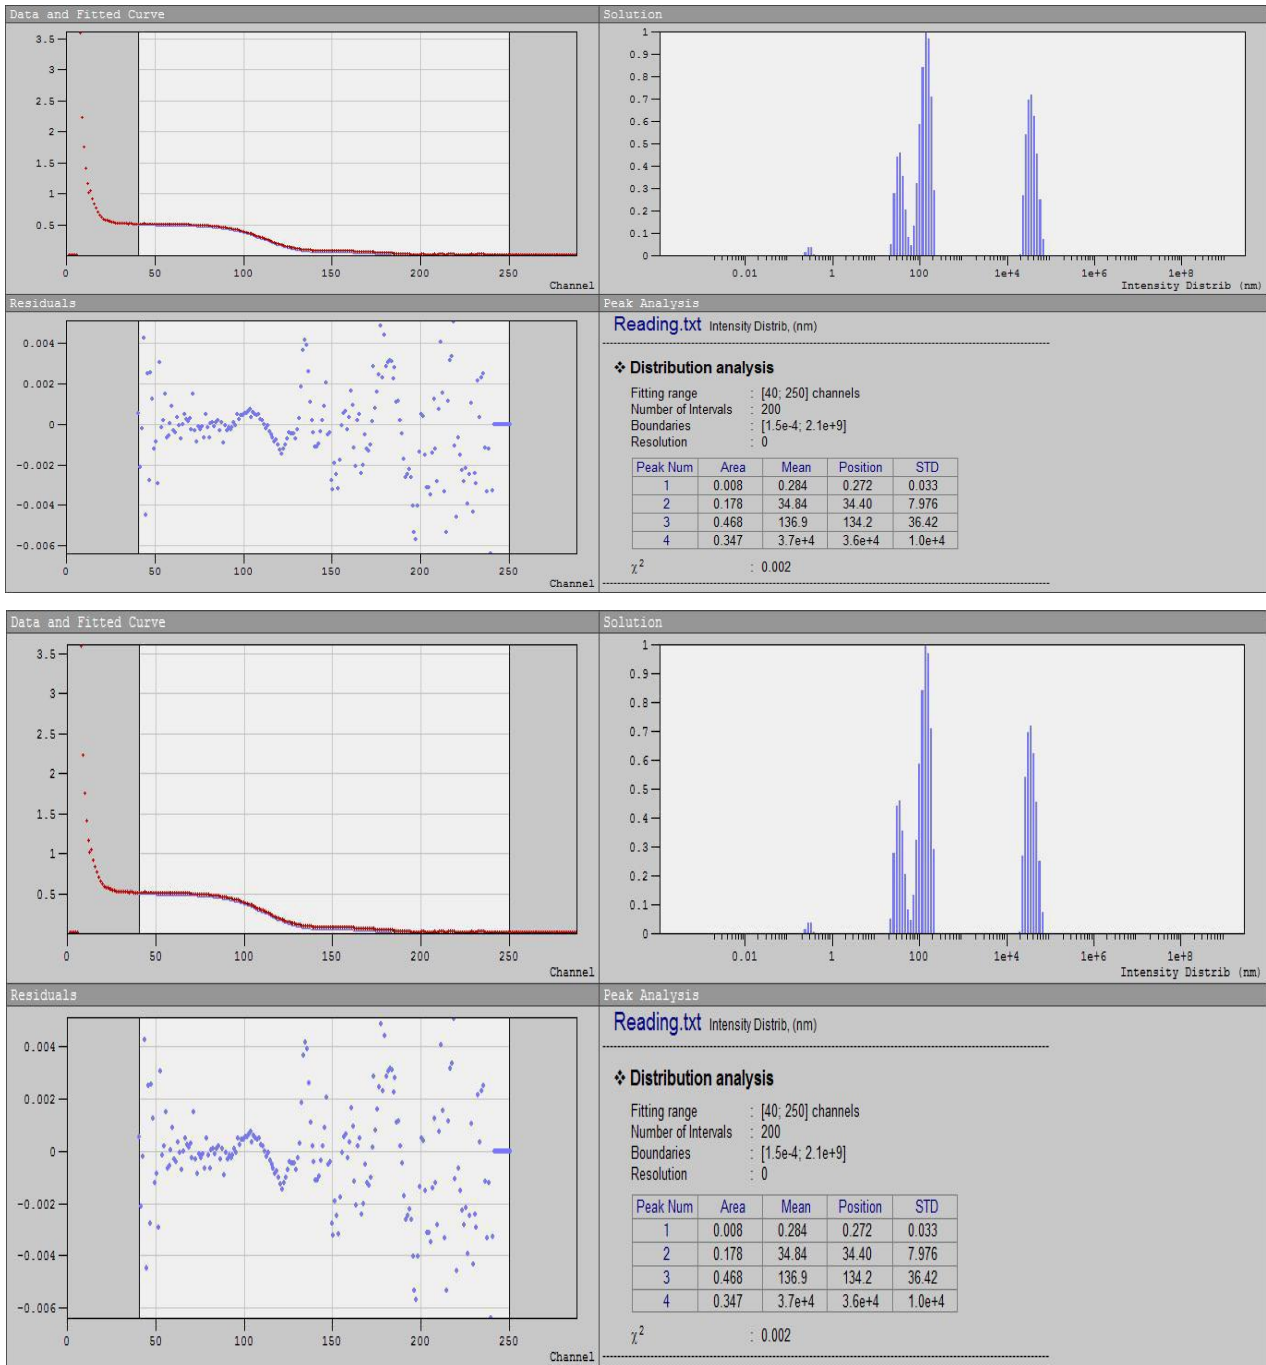 Data and Fitted Curve
3.5
3
2.5
2
1.5
1
0.5
0 50 100 150 200 250
Channel
Solution
1
0.9
0.8
0.7
0.6
0.5
0.4
0.3
0.2
0.1
0
0.01 1 100 1e+4 1e+6 1e+8
Intensity Distrib (nm)
Residuals
0.004
0.002
0
-0.002
-0.004
-0.006
0 50 100 150 200 250
Channel
Peak Analysis
Reading.txt Intensity Distrib, (nm)
❖ Distribution analysis
Fitting range : [40; 250] channels
Number of Intervals : 200
Boundaries : [1.5e-4; 2.1e+9]
Resolution : 0
Peak Num Area Mean Position STD
1 0.008 0.284 0.272 0.033
2 0.178 34.84 34.40 7.976
3 0.468 136.9 134.2 36.42
4 0.347 3.7e+4 3.6e+4 1.0e+4
χ² : 0.002
Data and Fitted Curve
3.5
3
2.5
2
1.5
1
0.5
0 50 100 150 200 250
Channel
Solution
1
0.9
0.8
0.7
0.6
0.5
0.4
0.3
0.2
0.1
0
0.01 1 100 1e+4 1e+6 1e+8
Intensity Distrib (nm)
Residuals
0.004
0.002
0
-0.002
-0.004
-0.006
0 50 100 150 200 250
Channel
Peak Analysis
Reading.txt Intensity Distrib, (nm)
❖ Distribution analysis
Fitting range : [40; 250] channels
Number of Intervals : 200
Boundaries : [1.5e-4; 2.1e+9]
Resolution : 0
Peak Num Area Mean Position STD
1 0.008 0.284 0.272 0.033
2 0.178 34.84 34.40 7.976
3 0.468 136.9 134.2 36.42
4 0.347 3.7e+4 3.6e+4 1.0e+4
χ² : 0.002